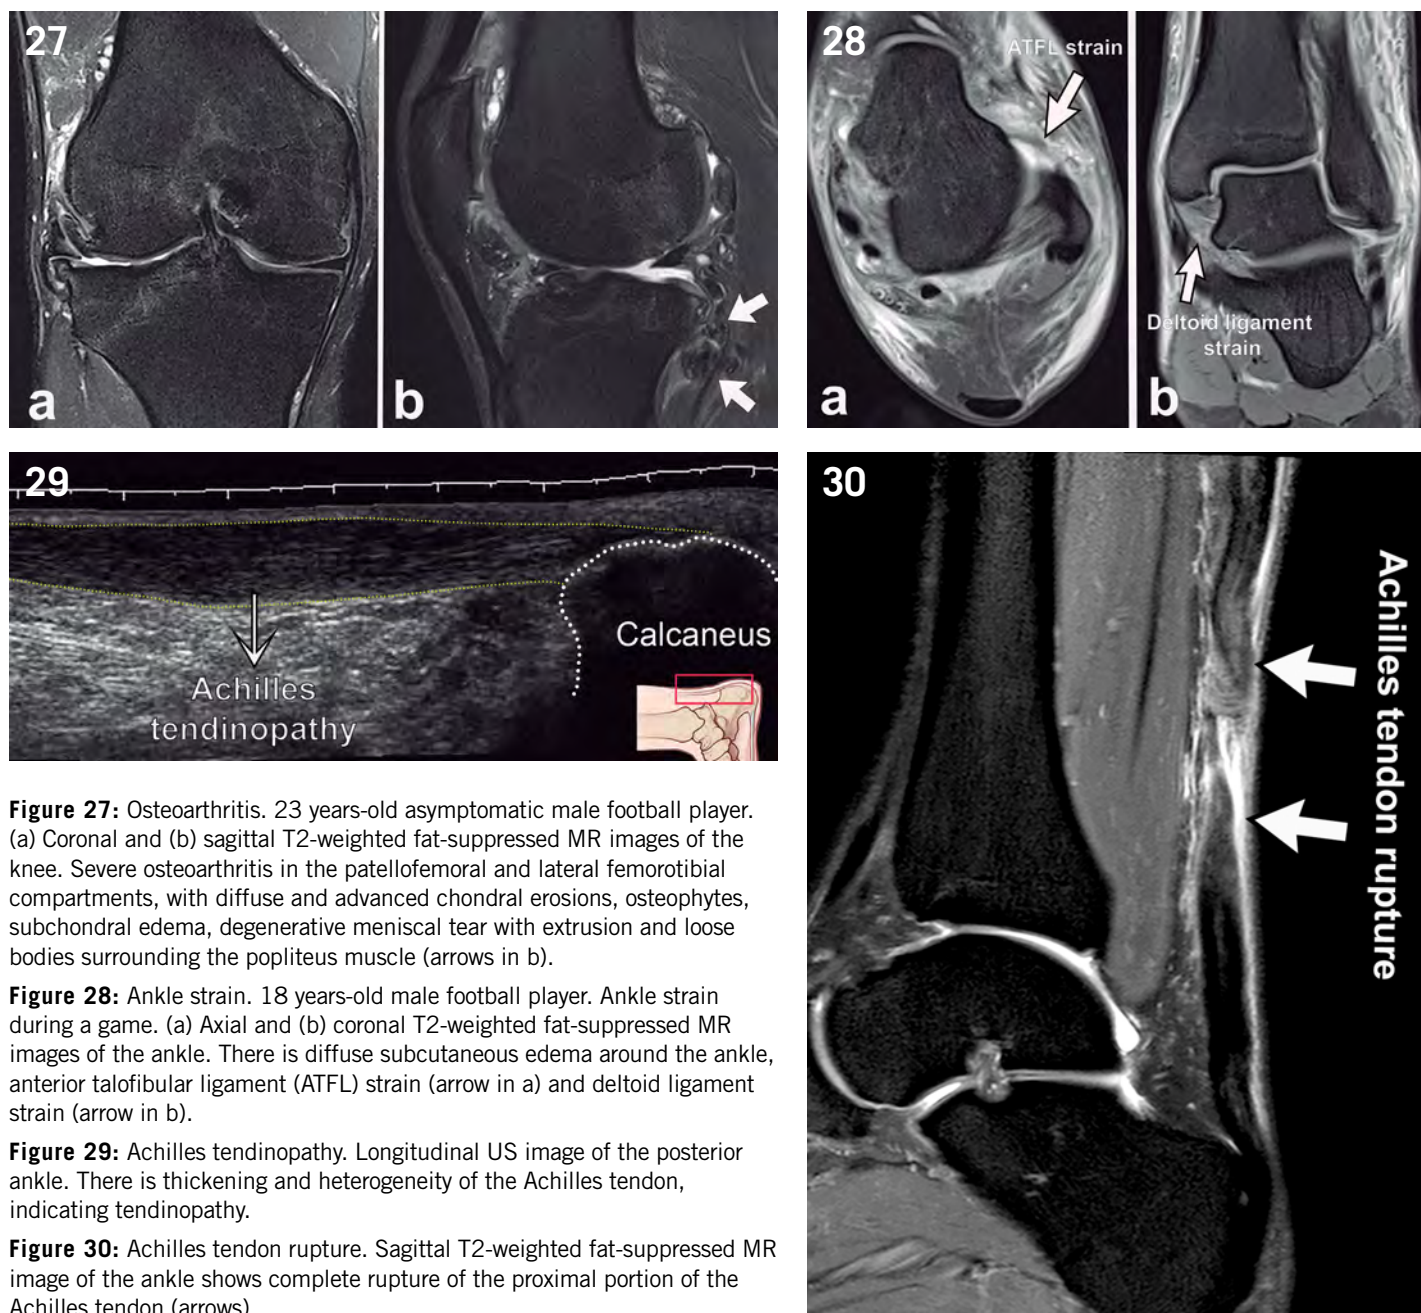 27
a
b
28
ATFL strain
a
Deltoid ligament
strain
b
29
Achilles
tendinopathy
Calcaneus
30
Achilles tendon rupture
Figure 27: Osteoarthritis. 23 years-old asymptomatic male football player.
(a) Coronal and (b) sagittal T2-weighted fat-suppressed MR images of the
knee. Severe osteoarthritis in the patellofemoral and lateral femorotibial
compartments, with diffuse and advanced chondral erosions, osteophytes,
subchondral edema, degenerative meniscal tear with extrusion and loose
bodies surrounding the popliteus muscle (arrows in b).
Figure 28: Ankle strain. 18 years-old male football player. Ankle strain
during a game. (a) Axial and (b) coronal T2-weighted fat-suppressed MR
images of the ankle. There is diffuse subcutaneous edema around the ankle,
anterior talofibular ligament (ATFL) strain (arrow in a) and deltoid ligament
strain (arrow in b).
Figure 29: Achilles tendinopathy. Longitudinal US image of the posterior
ankle. There is thickening and heterogeneity of the Achilles tendon,
indicating tendinopathy.
Figure 30: Achilles tendon rupture. Sagittal T2-weighted fat-suppressed MR
image of the ankle shows complete rupture of the proximal portion of the
Achilles tendon (arrows)